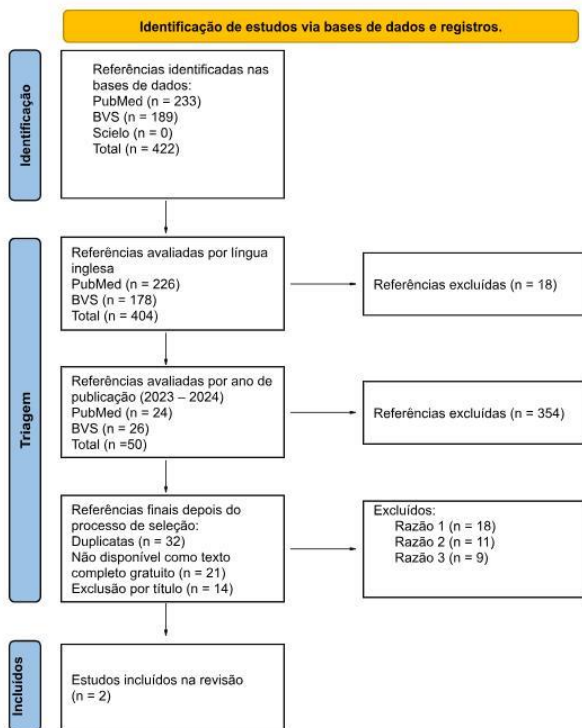 Identificação de estudos via bases de dados e registros.
Identificação
Referências identificadas nas
bases de dados:
PubMed (n = 233)
BVS (n = 189)
Scielo (n = 0)
Total (n = 422)
Triagem
Referências avaliadas por língua
inglesa
PubMed (n = 226)
BVS (n = 178)
Total (n = 404)
Referências excluídas (n = 18)
Referências avaliadas por ano de
publicação (2023 – 2024)
PubMed (n = 24)
BVS (n = 26)
Total (n =50)
Referências excluídas (n = 354)
Referências finais depois do
processo de seleção:
Duplicatas (n = 32)
Não disponível como texto
completo gratuito (n = 21)
Exclusão por título (n = 14)
Excluídos:
Razão 1 (n = 18)
Razão 2 (n = 11)
Razão 3 (n = 9)
Incluídos
Estudos incluídos na revisão
(n = 2)